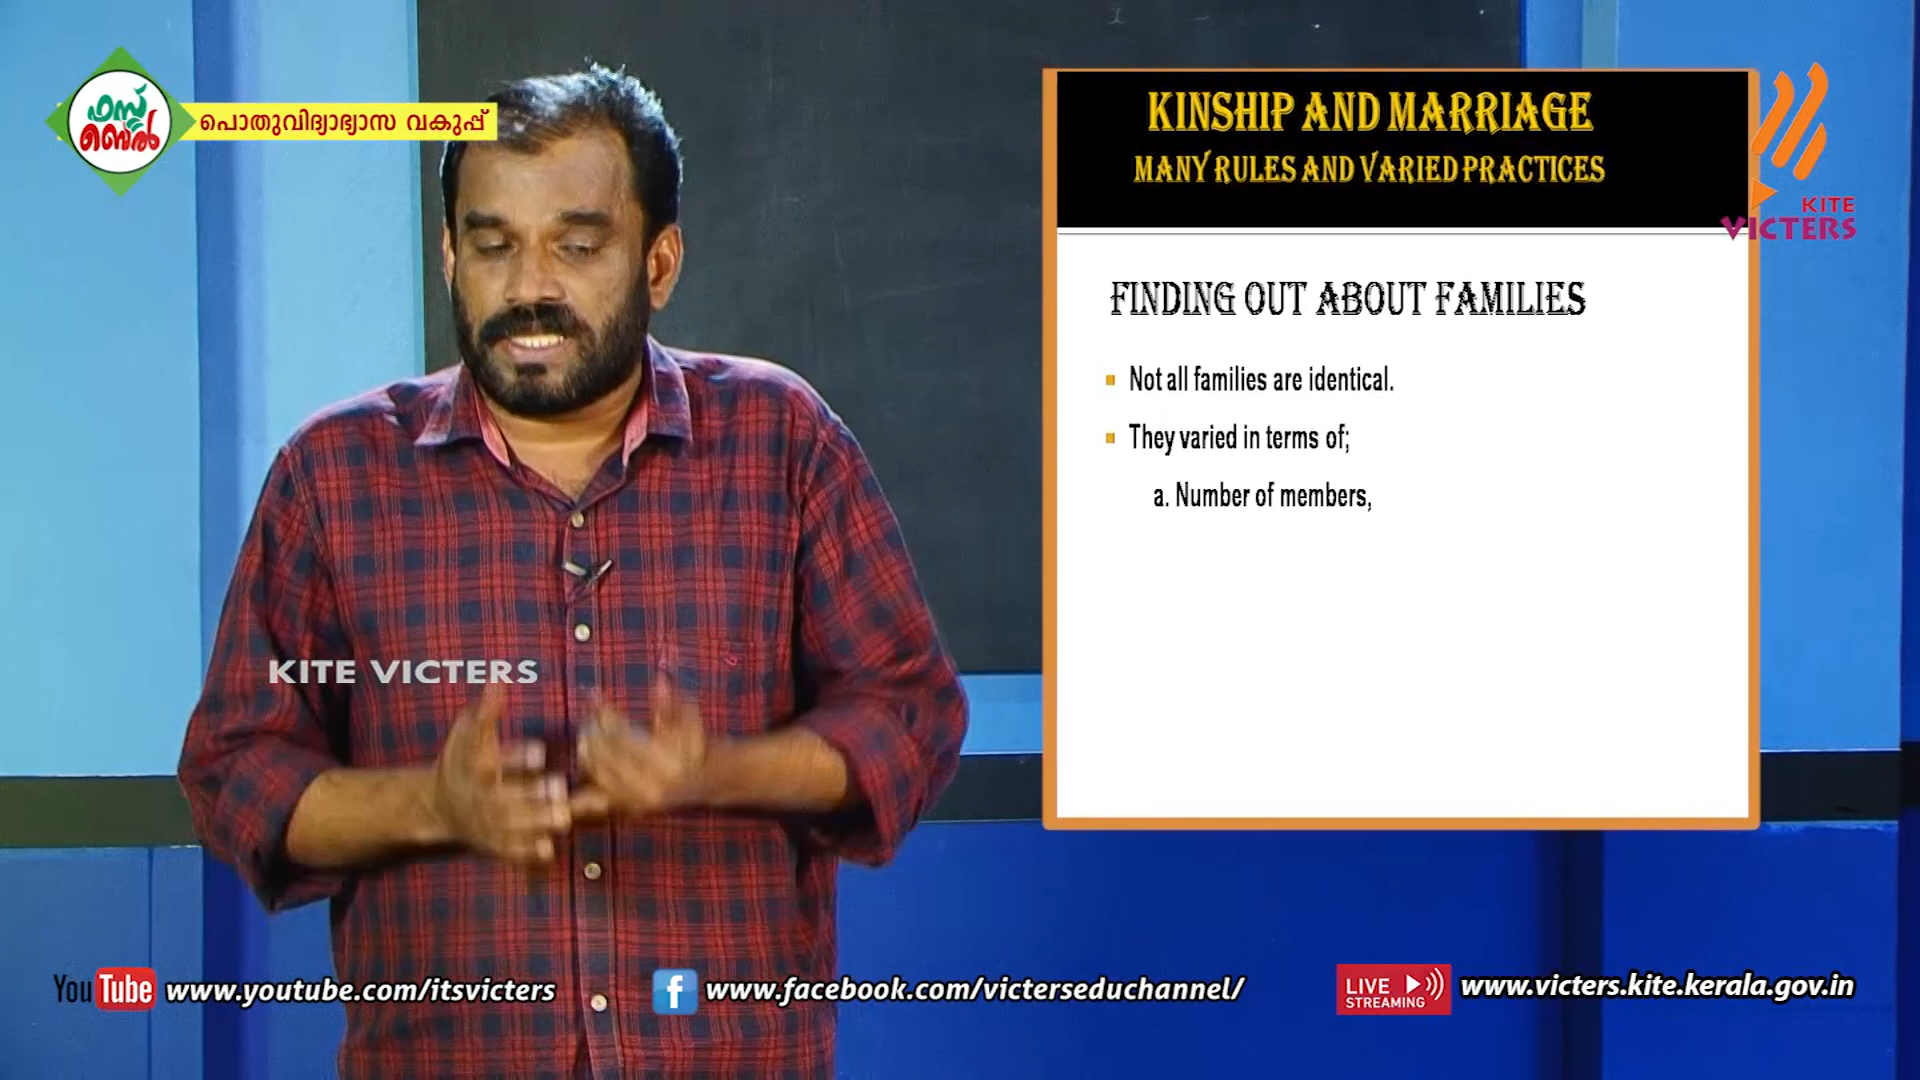 ഫസ്റ്റ്
ബെൽ
പൊതുവിദ്യാഭ്യാസ വകുപ്പ്
KINSHIP AND MARRIAGE
MANY RULES AND VARIED PRACTICES
KITE
VICTERS
FINDING OUT ABOUT FAMILIES
Not all families are identical.
They varied in terms of;
a. Number of members,
KITE VICTERS
YouTube www.youtube.com/itsvicters
f www.facebook.com/victerseduchannel/
LIVE
STREAMING
www.victers.kite.kerala.gov.in